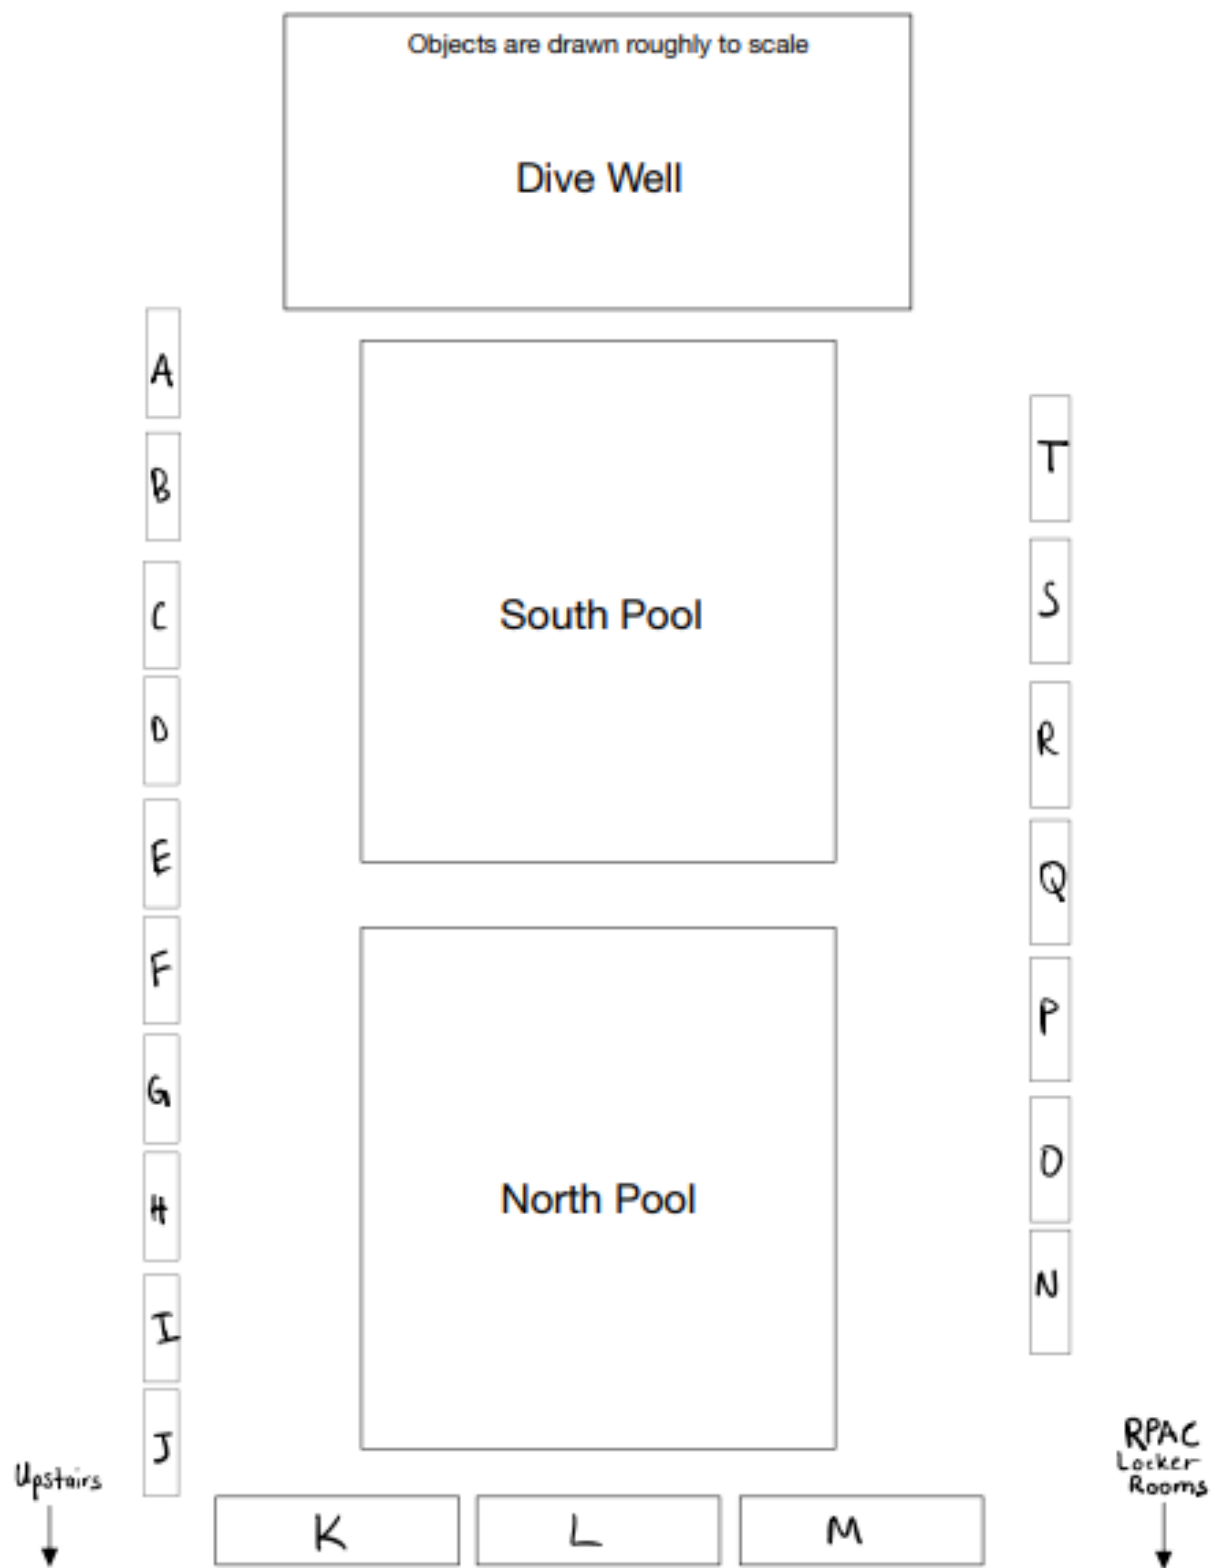 Objects are drawn roughly to scale
Dive Well
A
B
C
D
E
F
G
H
I
J
South Pool
North Pool
T
S
R
Q
P
O
N
K L M
Upstairs
RPAC
Locker
Rooms